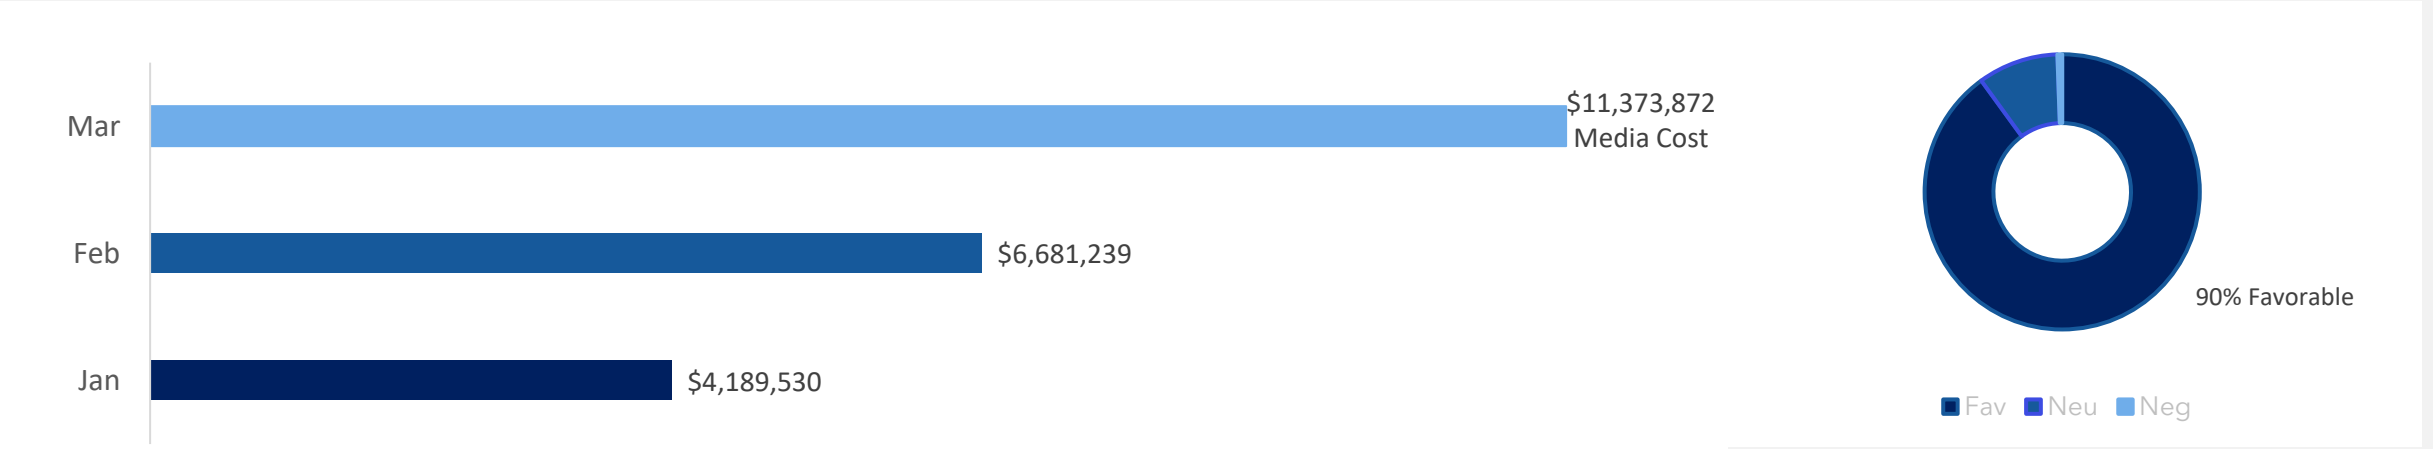 Mar
$11,373,872
Media Cost
Feb
$6,681,239
Jan
$4,189,530
90% Favorable
Fav
Neu
Neg